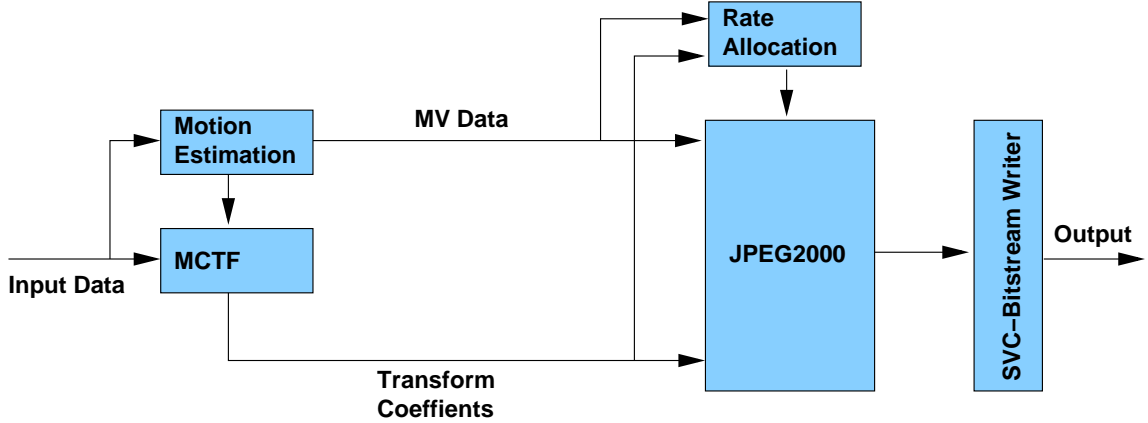 Rate
Allocation
MV Data
Motion
Estimation
MCTF
Input Data
JPEG2000
SVC−Bitstream Writer
Output
Transform
Coeffients